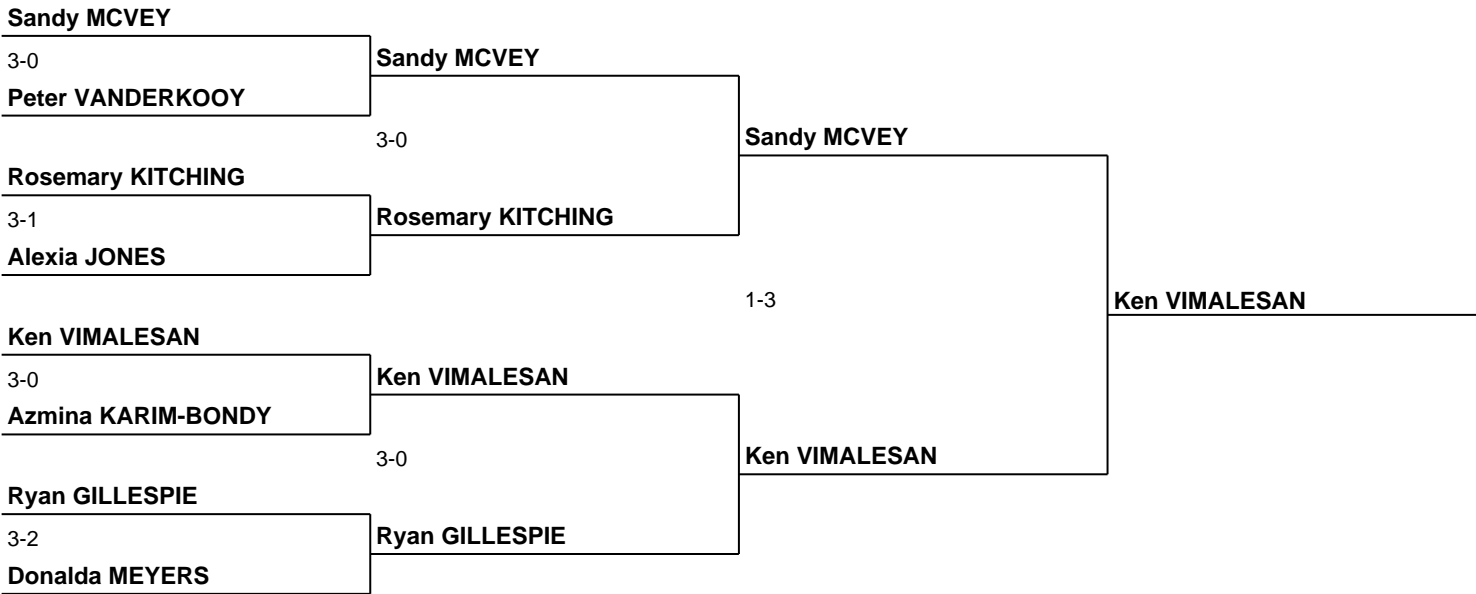 Sandy MCVEY
3-0
Peter VANDERKOOY
Rosemary KITCHING
3-1
Alexia JONES
Ken VIMALESAN
3-0
Azmina KARIM-BONDY
Ryan GILLESPIE
3-2
Donalda MEYERS
Sandy MCVEY
3-0
Rosemary KITCHING
Ken VIMALESAN
3-0
Ryan GILLESPIE
Sandy MCVEY
1-3
Ken VIMALESAN
Ken VIMALESAN